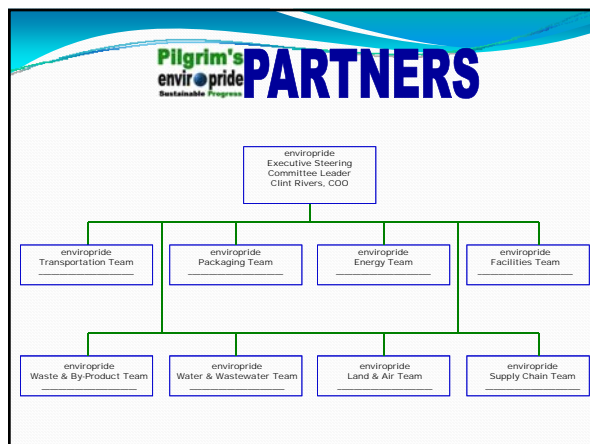 Pilgrim's
enviropride
Sustainable Progress
PARTNERS
enviropride
Executive Steering
Committee Leader
Clint Rivers, COO
enviropride
Transportation Team
enviropride
Packaging Team
enviropride
Energy Team
enviropride
Facilities Team
enviropride
Waste & By-Product Team
enviropride
Water & Wastewater Team
enviropride
Land & Air Team
enviropride
Supply Chain Team